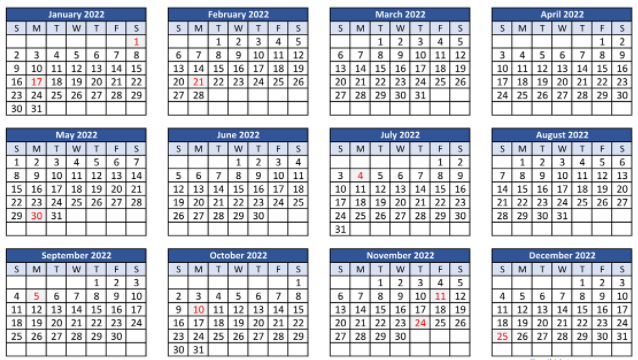 January 2022 February 2022 March 2022 April 2022
S M T W T F S S M T W T F S S M T W T F S S M T W T F S
1 1 2 3 4 5 1 2 3 4 5 1 2
2 3 4 5 6 7 8 6 7 8 9 10 11 12 6 7 8 9 10 11 12 3 4 5 6 7 8 9
9 10 11 12 13 14 15 13 14 15 16 17 18 19 13 14 15 16 17 18 19 10 11 12 13 14 15 16
16 17 18 19 20 21 22 20 21 22 23 24 25 26 20 21 22 23 24 25 26 17 18 19 20 21 22 23
23 24 25 26 27 28 29 27 28 27 28 29 30 31 24 25 26 27 28 29 30
30 31
May 2022 June 2022 July 2022 August 2022
S M T W T F S S M T W T F S S M T W T F S S M T W T F S
1 2 3 4 5 6 7 1 2 3 4 1 2 1 2 3 4 5 6
8 9 10 11 12 13 14 5 6 7 8 9 10 11 3 4 5 6 7 8 9 7 8 9 10 11 12 13
15 16 17 18 19 20 21 12 13 14 15 16 17 18 10 11 12 13 14 15 16 14 15 16 17 18 19 20
22 23 24 25 26 27 28 19 20 21 22 23 24 25 17 18 19 20 21 22 23 21 22 23 24 25 26 27
29 30 31 26 27 28 29 30 24 25 26 27 28 29 30 28 29 30 31
31
September 2022 October 2022 November 2022 December 2022
S M T W T F S S M T W T F S S M T W T F S S M T W T F S
1 2 3 1 1 2 3 4 5 1 2 3
4 5 6 7 8 9 10 2 3 4 5 6 7 8 6 7 8 9 10 11 12 4 5 6 7 8 9 10
11 12 13 14 15 16 17 9 10 11 12 13 14 15 13 14 15 16 17 18 19 11 12 13 14 15 16 17
18 19 20 21 22 23 24 16 17 18 19 20 21 22 20 21 22 23 24 25 26 18 19 20 21 22 23 24
25 26 27 28 29 30 23 24 25 26 27 28 29 27 28 29 30 25 26 27 28 29 30 31
30 31